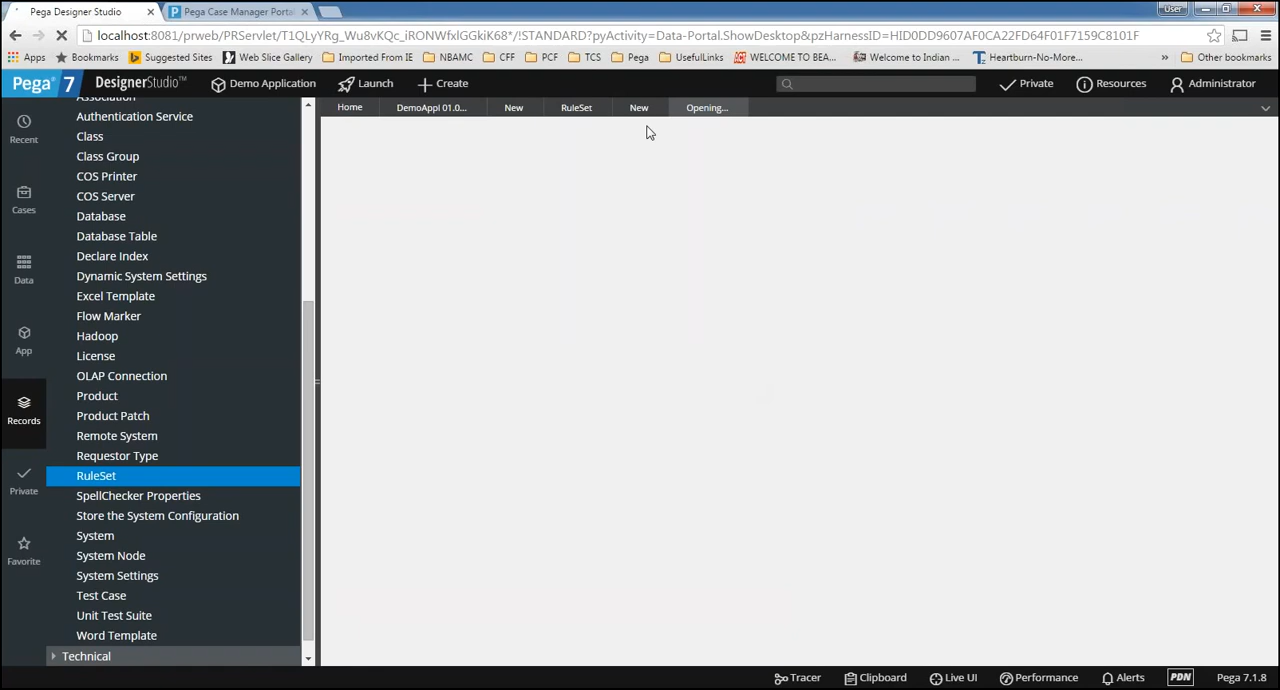 Pega Designer Studio
Pega Case Manager Portal
User
localhost:8081/prweb/PRServlet/T1QLyYRg_Wu8vKQc_iRONWfxlGGkiK68*/!STANDARD?pyActivity=Data-Portal.ShowDesktop&pzHarnessID=HID0DD9607AF0CA22FD64F01F7159C8101F
Apps Bookmarks Suggested Sites Web Slice Gallery Imported From IE NBAMC CFF PCF TCS Pega UsefulLinks WELCOME TO BEA... Welcome to Indian ... Heartburn-No-More... » Other bookmarks
Pega 7 DesignerStudio™ Demo Application Launch Create Private Resources Administrator
Home DemoAppl 01.0... New RuleSet New Opening...
Recent
Cases
Data
App
Records
Private
Favorite
Association
Authentication Service
Class
Class Group
COS Printer
COS Server
Database
Database Table
Declare Index
Dynamic System Settings
Excel Template
Flow Marker
Hadoop
License
OLAP Connection
Product
Product Patch
Remote System
Requestor Type
RuleSet
SpellChecker Properties
Store the System Configuration
System
System Node
System Settings
Test Case
Unit Test Suite
Word Template
Technical
Tracer Clipboard Live UI Performance Alerts PDN Pega 7.1.8